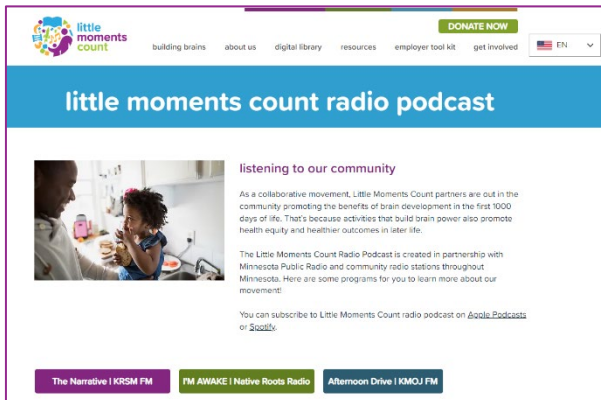 little
moments
count
DONATE NOW
building brains about us digital library resources employer tool kit get involved
EN
little moments count radio podcast
listening to our community
As a collaborative movement, Little Moments Count partners are out in the
community promoting the benefits of brain development in the first 1000
days of life. That's because activities that build brain power also promote
health equity and healthier outcomes in later life.
The Little Moments Count Radio Podcast is created in partnership with
Minnesota Public Radio and community radio stations throughout
Minnesota. Here are some programs for you to learn more about our
movement!
You can subscribe to Little Moments Count radio podcast on Apple Podcasts
or Spotify.
The Narrative | KRSM FM
I'M AWAKE | Native Roots Radio
Afternoon Drive | KMOJ FM